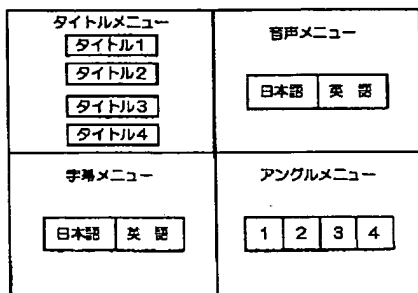 タイトルメニュー
タイトル1
タイトル2
タイトル3
タイトル4
音声メニュー
日本語 英 語
字幕メニュー
日本語 英 語
アングルメニュー
1 2 3 4